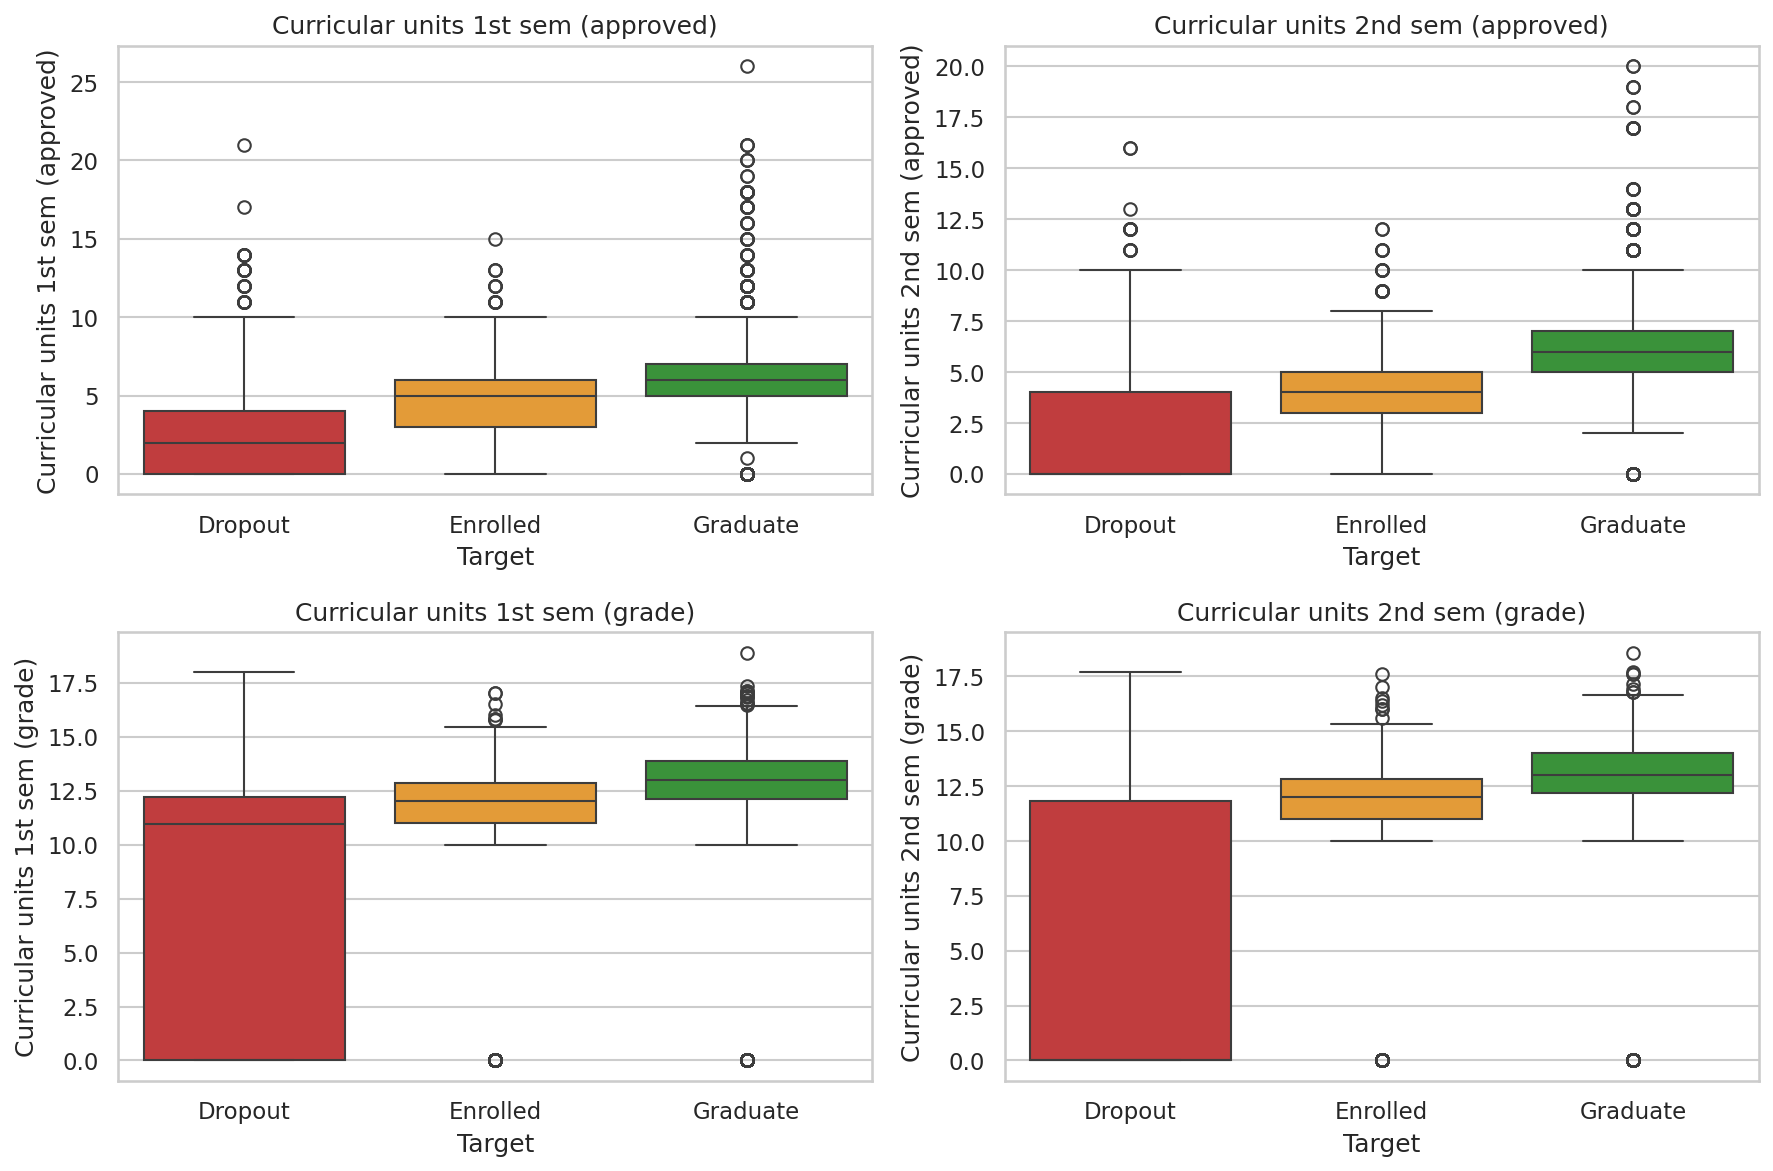 Curricular units 1st sem (approved)
Curricular units 1st sem (approved)
25
20
15
10
5
0
Dropout
Enrolled
Graduate
Target
Curricular units 2nd sem (approved)
Curricular units 2nd sem (approved)
20.0
17.5
15.0
12.5
10.0
7.5
5.0
2.5
0.0
Dropout
Enrolled
Graduate
Target
Curricular units 1st sem (grade)
Curricular units 1st sem (grade)
17.5
15.0
12.5
10.0
7.5
5.0
2.5
0.0
Dropout
Enrolled
Graduate
Target
Curricular units 2nd sem (grade)
Curricular units 2nd sem (grade)
17.5
15.0
12.5
10.0
7.5
5.0
2.5
0.0
Dropout
Enrolled
Graduate
Target